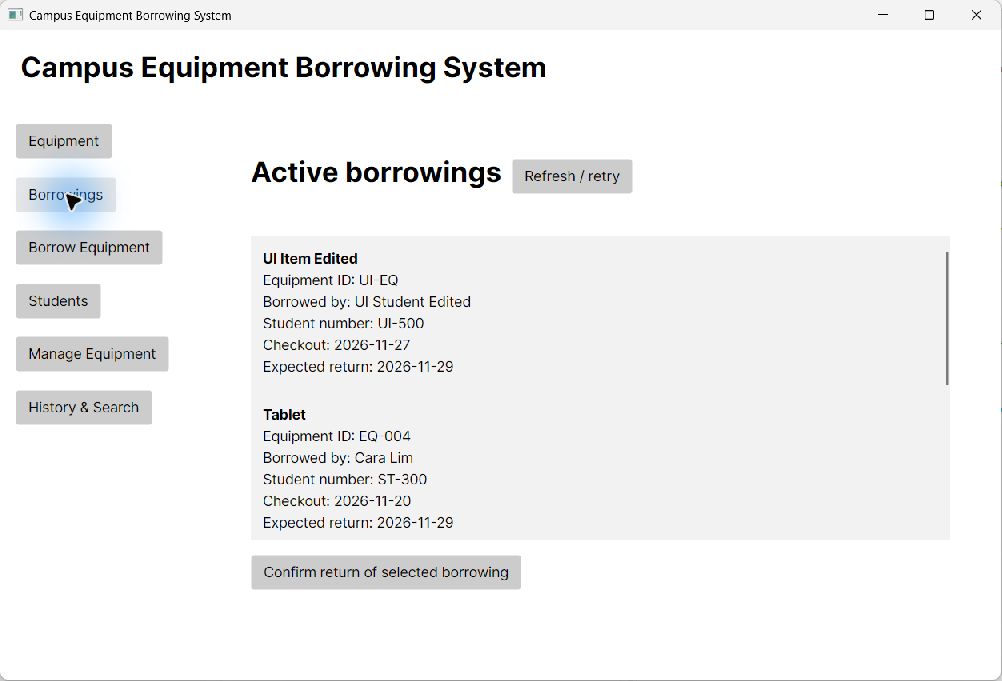 Campus Equipment Borrowing System
Campus Equipment Borrowing System
Equipment
Borrowings
Borrow Equipment
Students
Manage Equipment
History & Search
Active borrowings
Refresh / retry
UI Item Edited
Equipment ID: UI-EQ
Borrowed by: UI Student Edited
Student number: UI-500
Checkout: 2026-11-27
Expected return: 2026-11-29
Tablet
Equipment ID: EQ-004
Borrowed by: Cara Lim
Student number: ST-300
Checkout: 2026-11-20
Expected return: 2026-11-29
Confirm return of selected borrowing